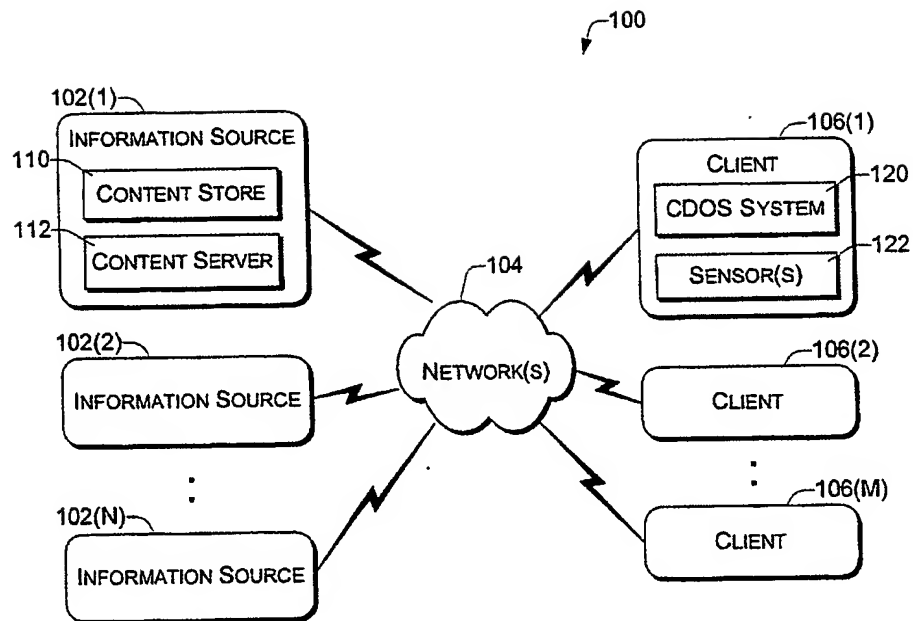 100
102(1)
INFORMATION SOURCE
110
CONTENT STORE
112
CONTENT SERVER
106(1)
CLIENT
120
CDOS SYSTEM
122
SENSOR(S)
104
NETWORK(S)
102(2)
INFORMATION SOURCE
106(2)
CLIENT
102(N)
INFORMATION SOURCE
106(M)
CLIENT